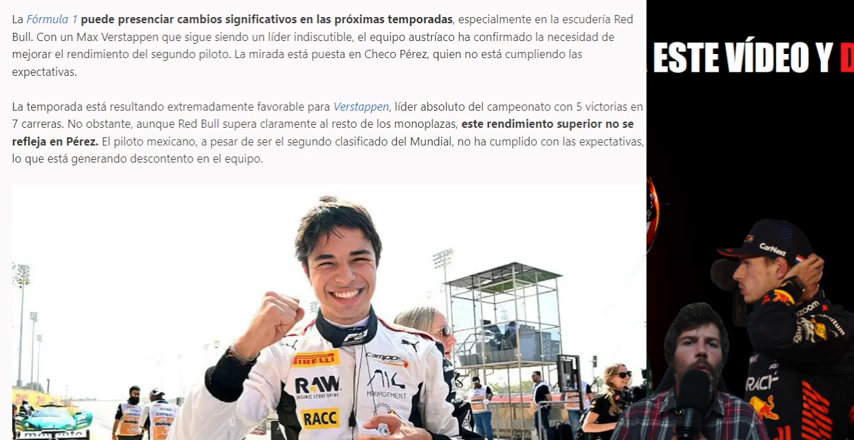 La Fórmula 1 puede presenciar cambios significativos en las próximas temporadas, especialmente en la escudería Red
Bull. Con un Max Verstappen que sigue siendo un líder indiscutible, el equipo austríaco ha confirmado la necesidad de
mejorar el rendimiento del segundo piloto. La mirada está puesta en Checo Pérez, quien no está cumpliendo las
expectativas.
La temporada está resultando extremadamente favorable para Verstappen, líder absoluto del campeonato con 5 victorias en
7 carreras. No obstante, aunque Red Bull supera claramente al resto de los monoplazas, este rendimiento superior no se
refleja en Pérez. El piloto mexicano, a pesar de ser el segundo clasificado del Mundial, no ha cumplido con las expectativas,
lo que está generando descontento en el equipo.
ESTE VÍDEO Y D
PIRELLI
campos
RAW
MANAGEMENT
RACC
CarNext
Red Bull